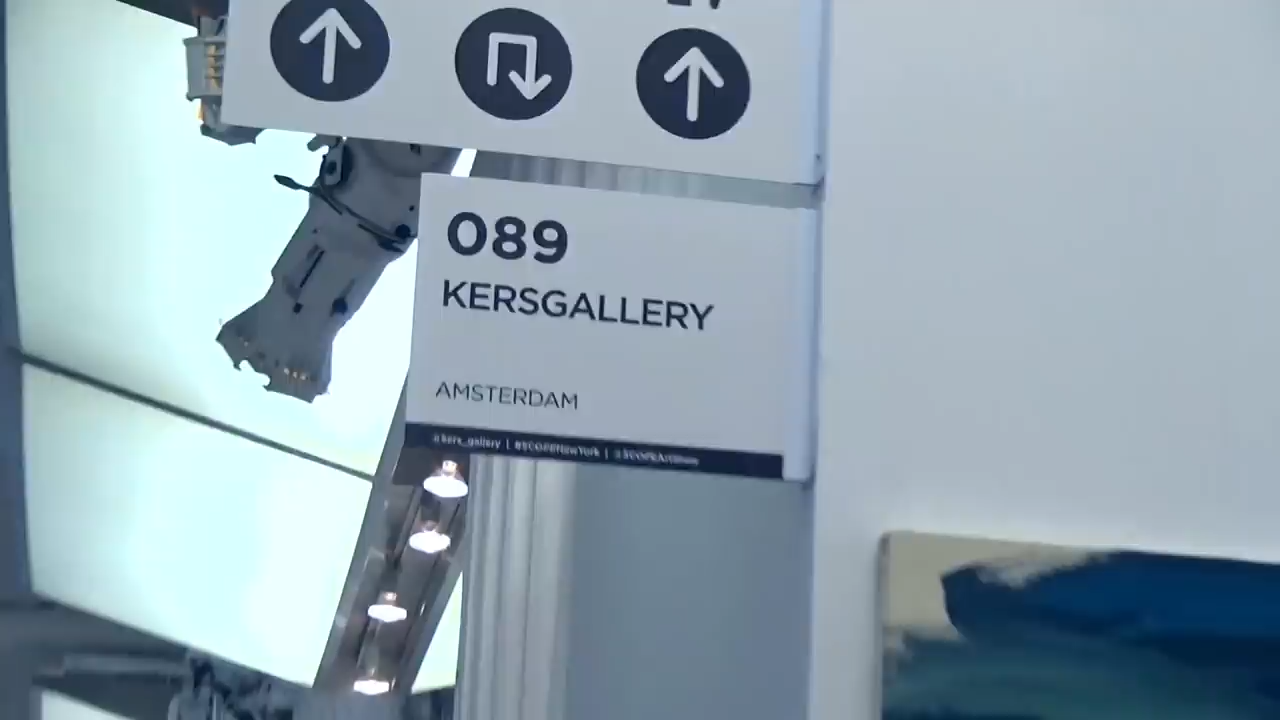 089
KERSGALLERY
AMSTERDAM
@kers_gallery | #SCOPENewYork | @SCOPEArtShow